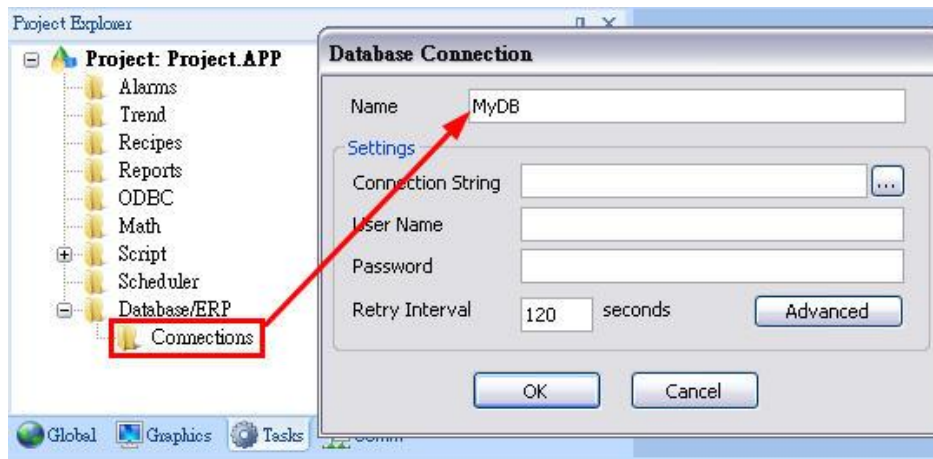 Project Explorer
Project: Project.APP
Alarms
Trend
Recipes
Reports
ODBC
Math
Script
Scheduler
Database/ERP
Connections
Global
Graphics
Tasks
Comm
Database Connection
Name
MyDB
Settings
Connection String
...
User Name
Password
Retry Interval
120
seconds
Advanced
OK
Cancel